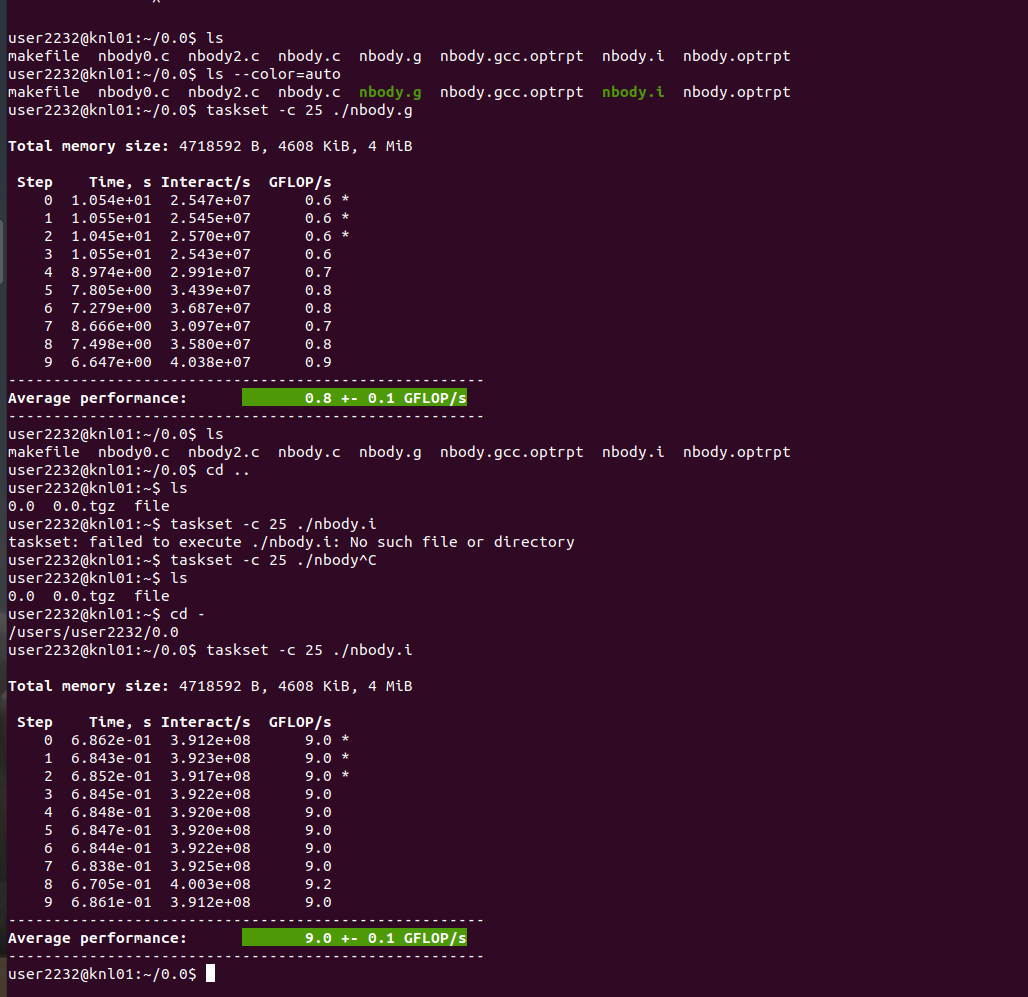 user2232@knl01:~/0.0$ ls
makefile  nbody0.c  nbody2.c  nbody.c  nbody.g  nbody.gcc.optrpt  nbody.i  nbody.optrpt
user2232@knl01:~/0.0$ ls --color=auto
makefile  nbody0.c  nbody2.c  nbody.c  nbody.g  nbody.gcc.optrpt  nbody.i  nbody.optrpt
user2232@knl01:~/0.0$ taskset -c 25 ./nbody.g
Total memory size: 4718592 B, 4608 KiB, 4 MiB
Step    Time, s Interact/s  GFLOP/s
0  1.054e+01  2.547e+07      0.6 *
1  1.055e+01  2.545e+07      0.6 *
2  1.045e+01  2.570e+07      0.6 *
3  1.055e+01  2.543e+07      0.6
4  8.974e+00  2.991e+07      0.7
5  7.805e+00  3.439e+07      0.8
6  7.279e+00  3.687e+07      0.8
7  8.666e+00  3.097e+07      0.7
8  7.498e+00  3.580e+07      0.8
9  6.647e+00  4.038e+07      0.9
-----------------------------------------------------
Average performance:             0.8 +- 0.1 GFLOP/s
-----------------------------------------------------
user2232@knl01:~/0.0$ ls
makefile  nbody0.c  nbody2.c  nbody.c  nbody.g  nbody.gcc.optrpt  nbody.i  nbody.optrpt
user2232@knl01:~/0.0$ cd ..
user2232@knl01:~$ ls
0.0  0.0.tgz  file
user2232@knl01:~$ taskset -c 25 ./nbody.i
taskset: failed to execute ./nbody.i: No such file or directory
user2232@knl01:~$ taskset -c 25 ./nbody^C
user2232@knl01:~$ ls
0.0  0.0.tgz  file
user2232@knl01:~$ cd -
/users/user2232/0.0
user2232@knl01:~/0.0$ taskset -c 25 ./nbody.i
Total memory size: 4718592 B, 4608 KiB, 4 MiB
Step    Time, s Interact/s  GFLOP/s
0  6.862e-01  3.912e+08      9.0 *
1  6.843e-01  3.923e+08      9.0 *
2  6.852e-01  3.917e+08      9.0 *
3  6.845e-01  3.922e+08      9.0
4  6.848e-01  3.920e+08      9.0
5  6.847e-01  3.920e+08      9.0
6  6.844e-01  3.922e+08      9.0
7  6.838e-01  3.925e+08      9.0
8  6.705e-01  4.003e+08      9.2
9  6.861e-01  3.912e+08      9.0
-----------------------------------------------------
Average performance:             9.0 +- 0.1 GFLOP/s
-----------------------------------------------------
user2232@knl01:~/0.0$